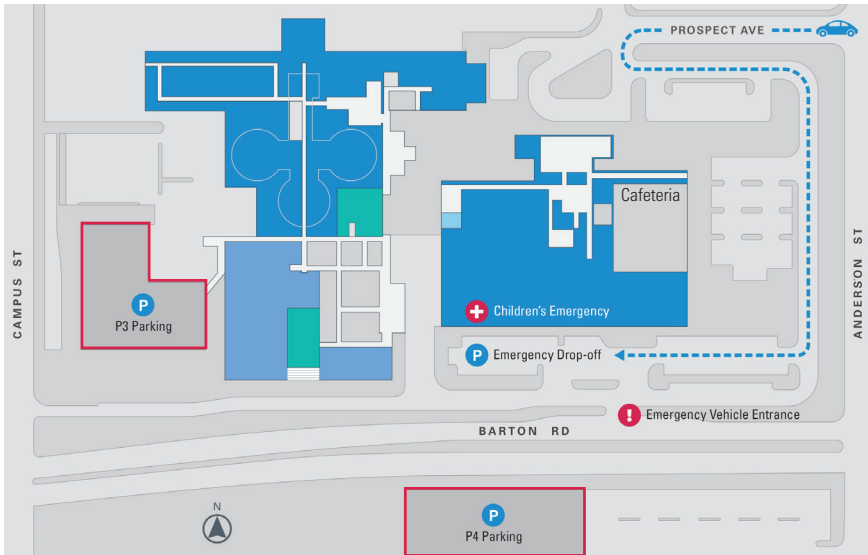 PROSPECT AVE
Cafeteria
CAMPUS ST
ANDERSON ST
Children's Emergency
P
P3 Parking
P Emergency Drop-off
! Emergency Vehicle Entrance
BARTON RD
N
P
P4 Parking